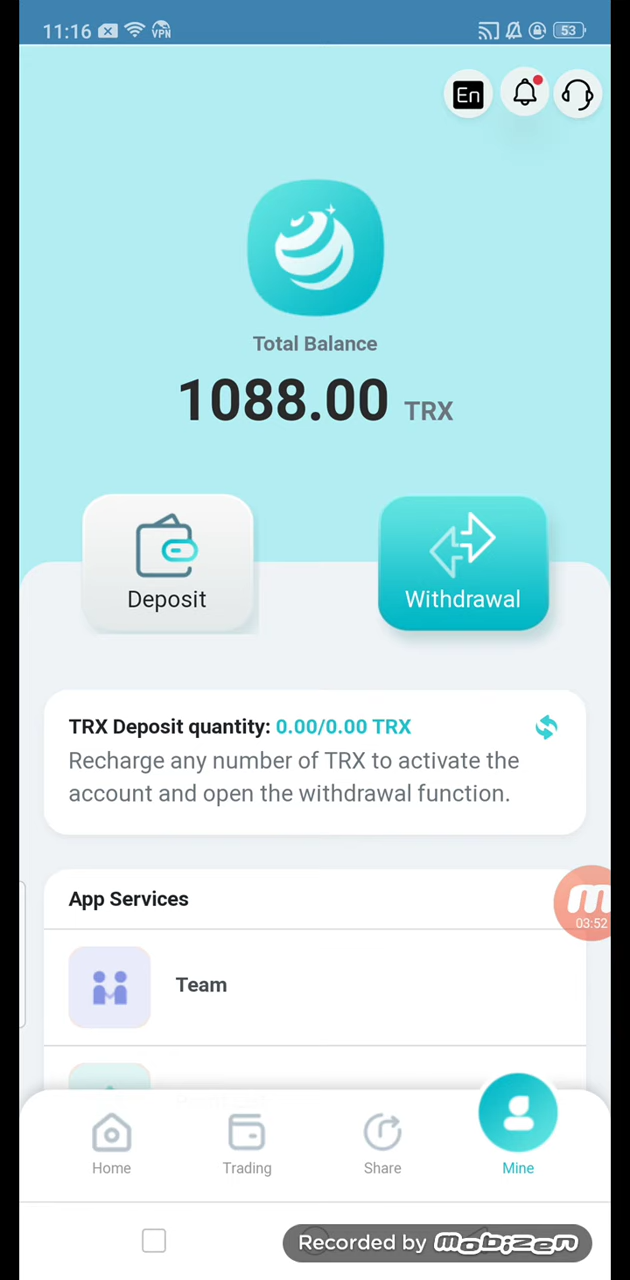 11:16
VPN
53
En
Total Balance
1088.00 TRX
Deposit
Withdrawal
TRX Deposit quantity: 0.00/0.00 TRX
Recharge any number of TRX to activate the
account and open the withdrawal function.
App Services
03:52
Team
Home
Trading
Share
Mine
Recorded by mobizen